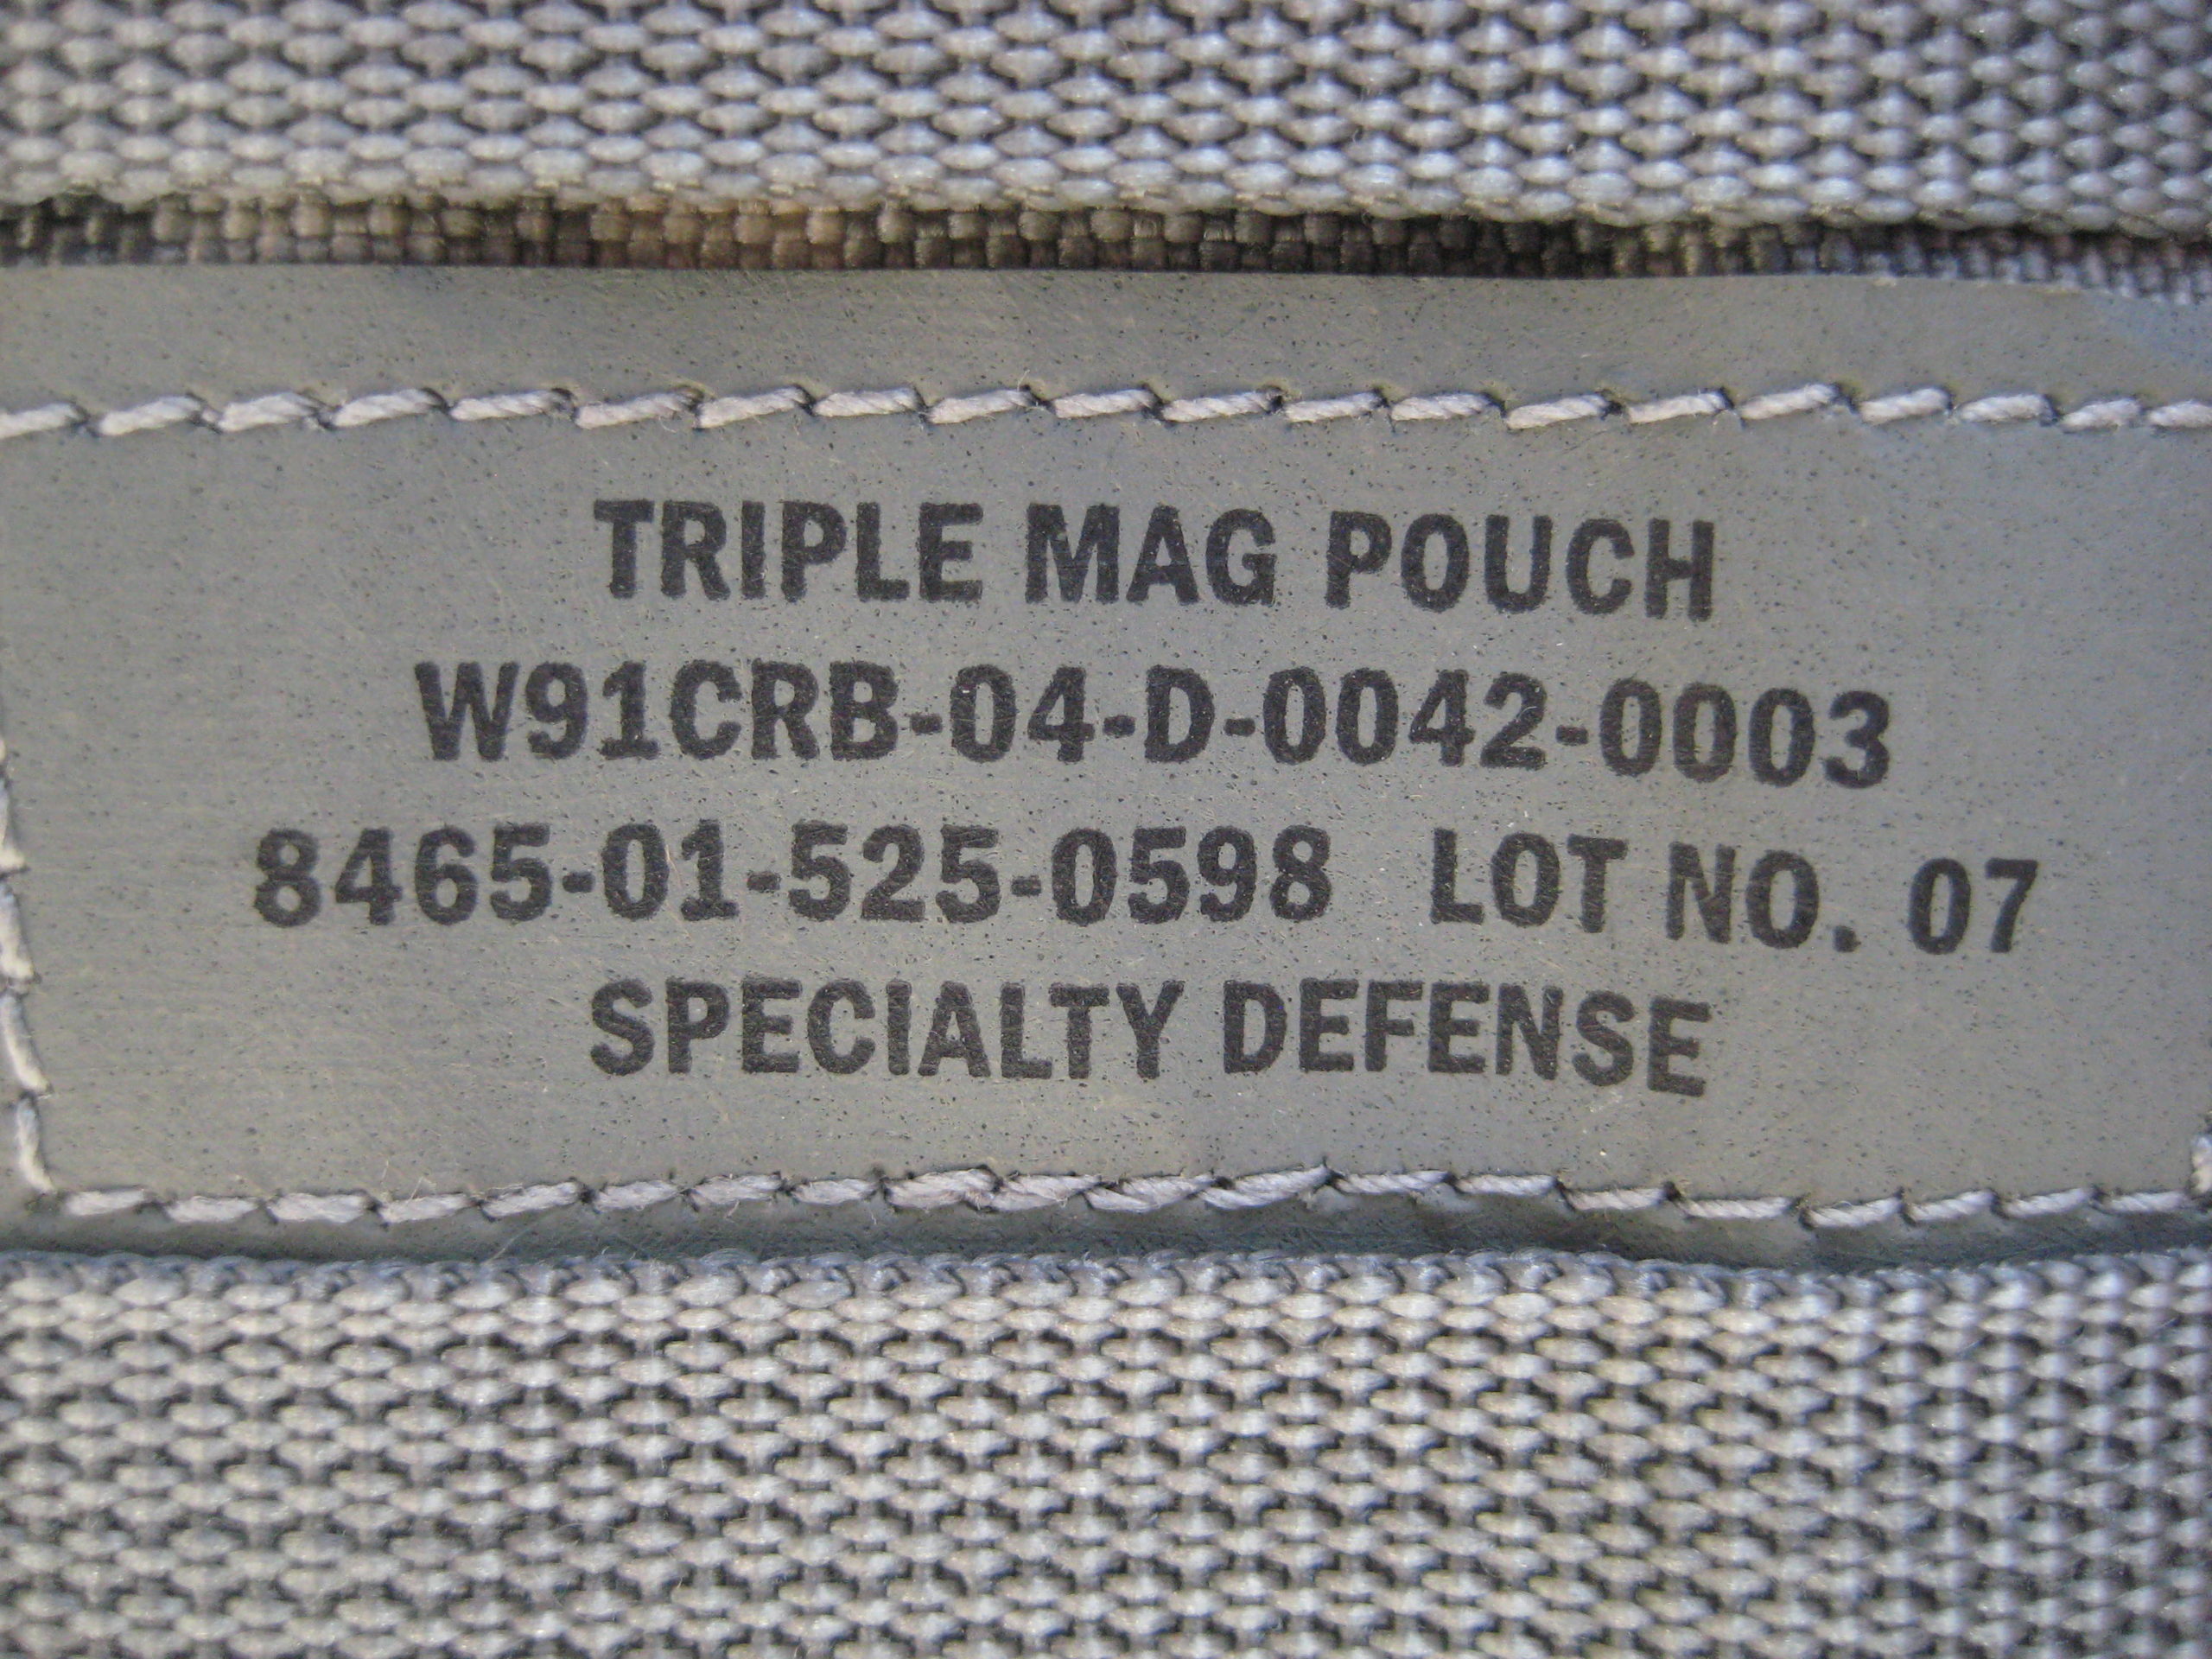 TRIPLE MAG POUCH
W91CRB-04-D-0042-0003
8465-01-525-0598 LOT NO. 07
SPECIALTY DEFENSE